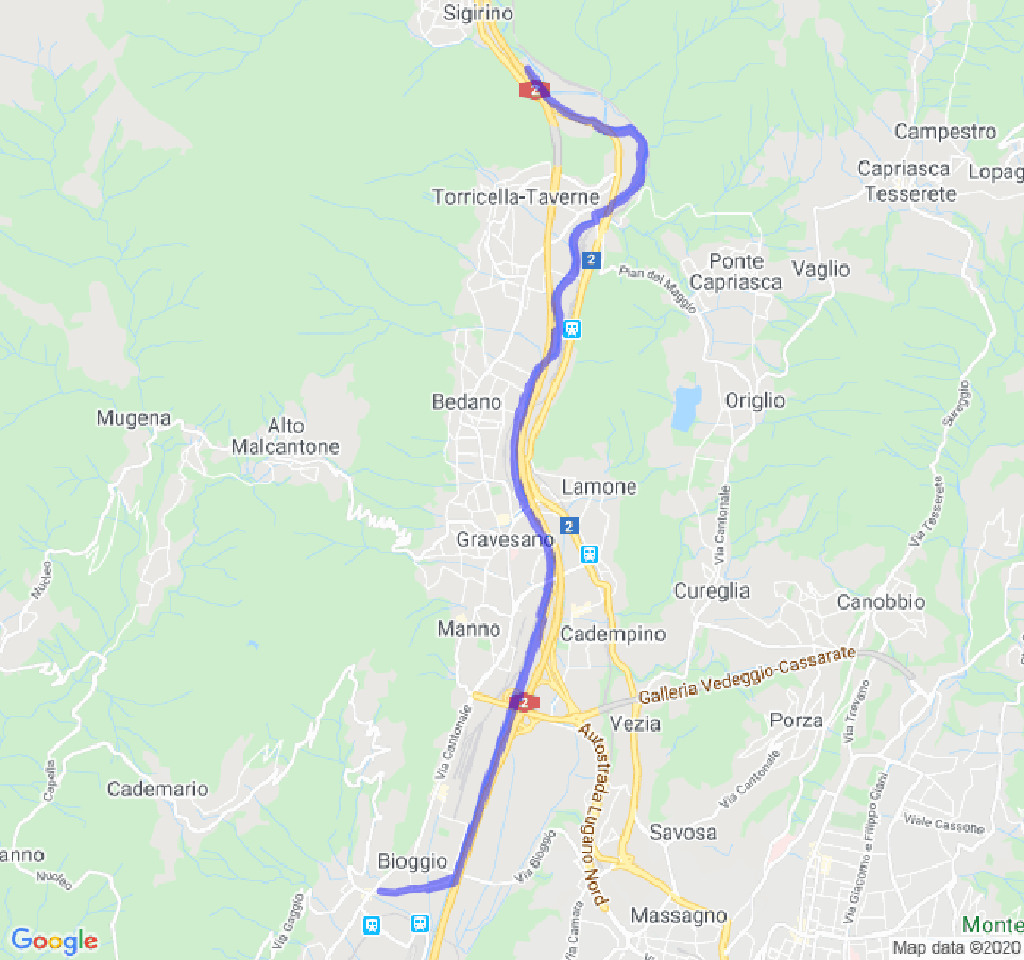 Sigirino
2
Campestro
Capriasca
Tesserete
Lopag
Torricella-Taverne
2
Pian del Maggio
Ponte
Capriasca
Vaglio
Bedano
Origlio
Sureggio
Mugena
Alto
Malcantone
Lamone
Via Cantonale
Via Tesserete
2
Gravesano
Nucleo
Cureglia
Canobbio
Manno
Cadempino
Galleria Vedeggio-Cassarate
2
Vezia
Porza
Via Trevano
Via Cantonale
Autostrada Lugano Nord
Capella
Cademario
Via Cantonale
Via Giacomo e Filippo Ciani
Savosa
Viale Cassone
anno
Nucleo
Bioggio
Via Bioggio
Via Gaggio
Via Camara
Massagno
Monte
Google
Map data ©2020